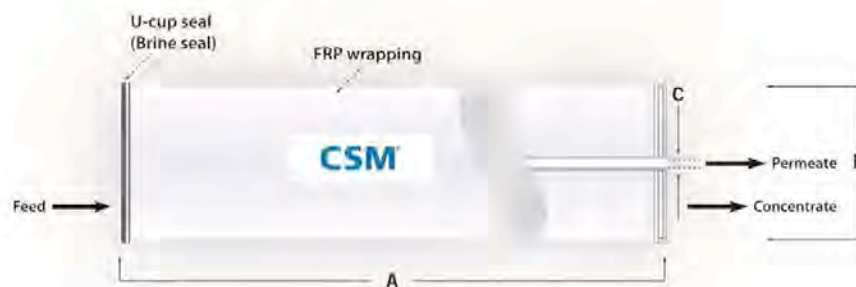 U-cup seal
(Brine seal)
FRP wrapping
C
CSM
Permeate
Feed
Concentrate
A